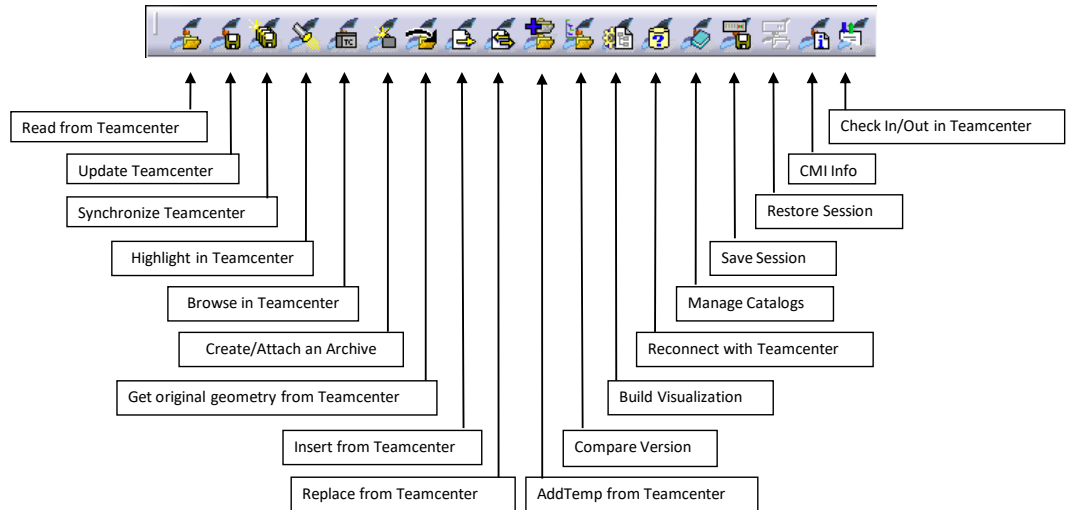 TC
Read from Teamcenter
Check In/Out in Teamcenter
Update Teamcenter
CMI Info
Synchronize Teamcenter
Restore Session
Highlight in Teamcenter
Save Session
Browse in Teamcenter
Manage Catalogs
Create/Attach an Archive
Reconnect with Teamcenter
Get original geometry from Teamcenter
Build Visualization
Insert from Teamcenter
Compare Version
Replace from Teamcenter
AddTemp from Teamcenter